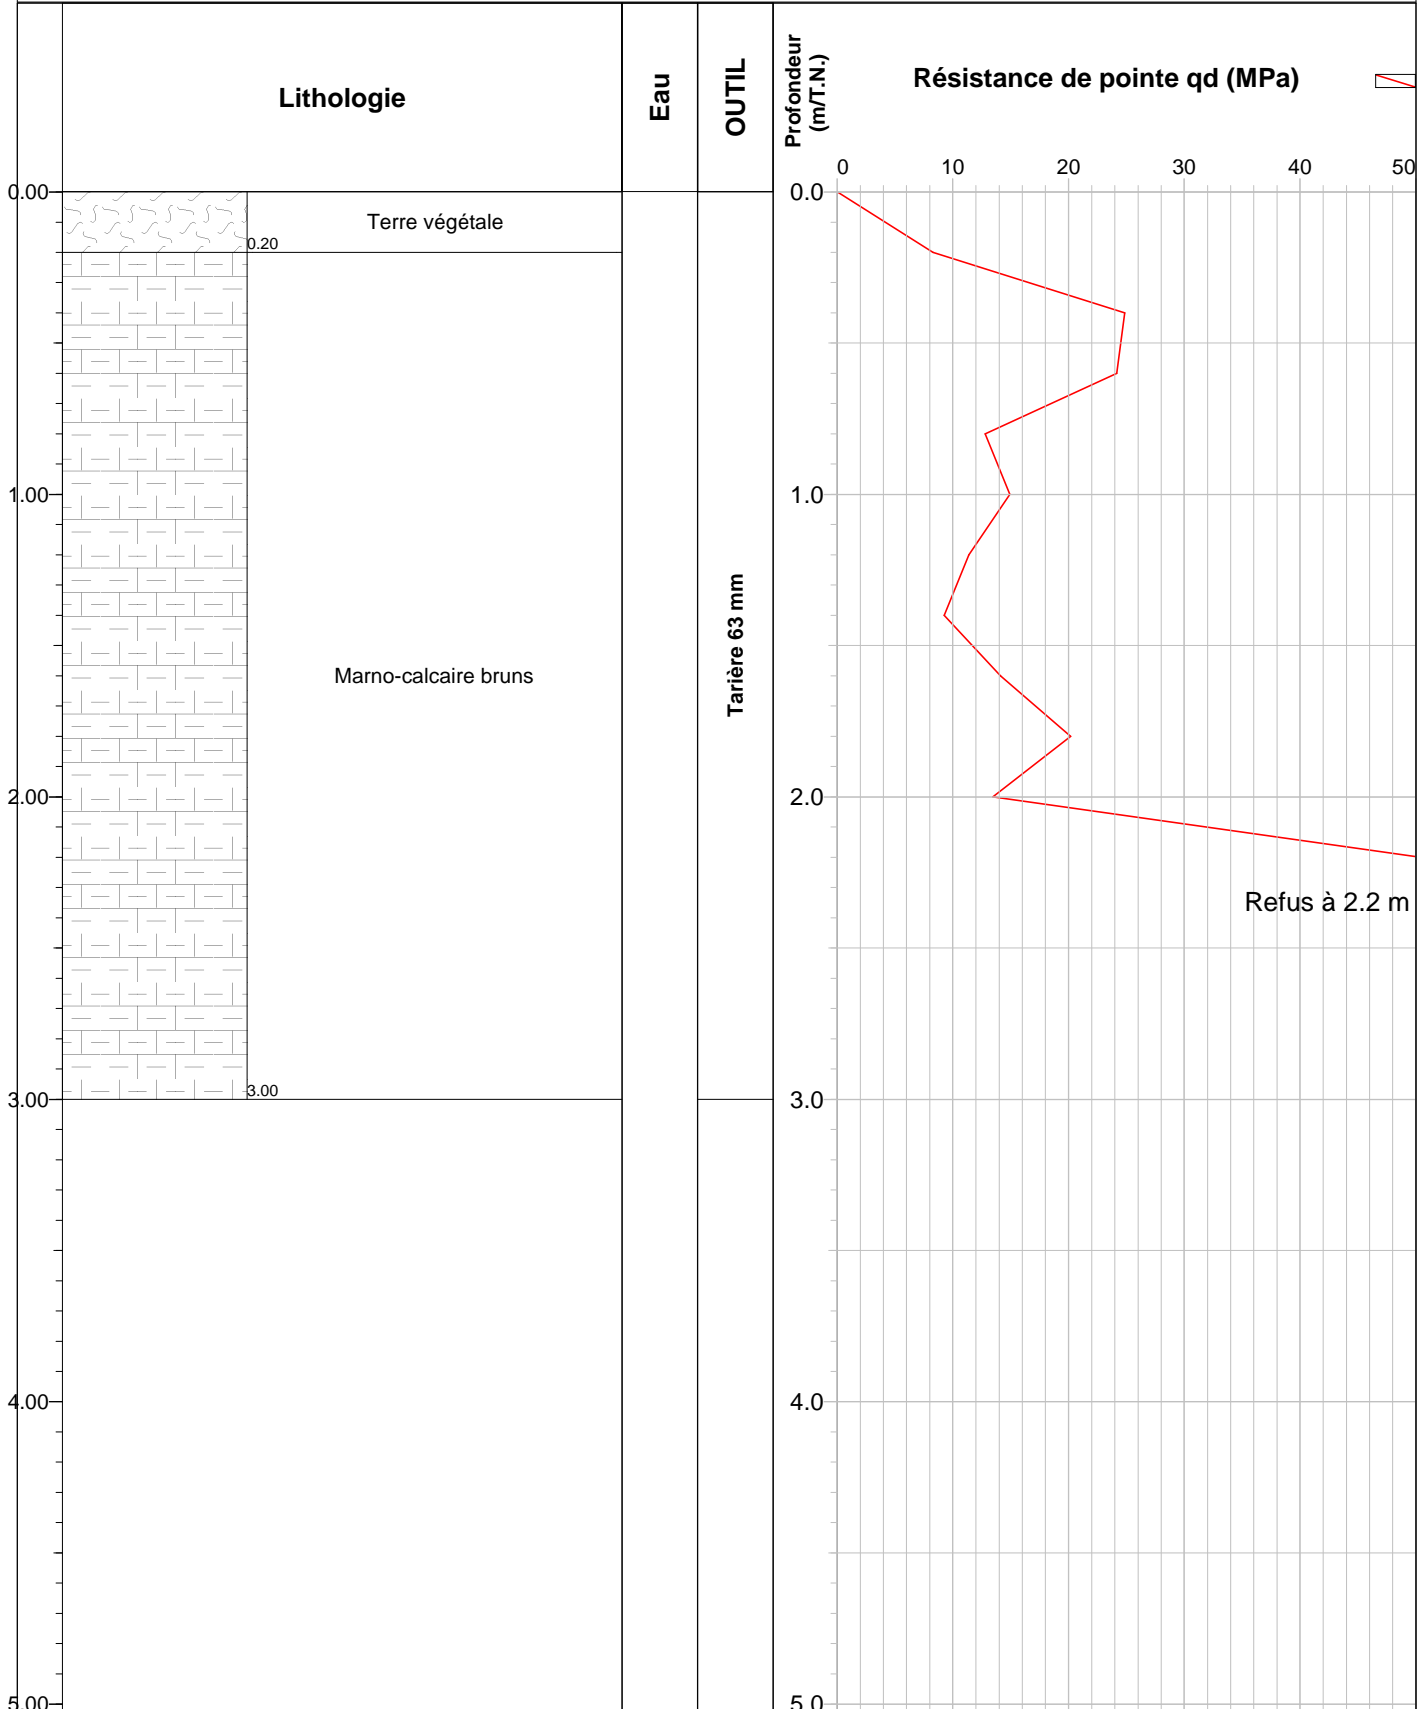 Lithologie
Eau
OUTIL
Profondeur
(m/T.N.)
Résistance de pointe qd (MPa)
0 10 20 30 40 50
0.00
Terre végétale
0.20
1.00
Marno-calcaire bruns
2.00
3.00
3.00
4.00
5.00
Tarière 63 mm
0.0
1.0
2.0
Refus à 2.2 m
3.0
4.0
5.0